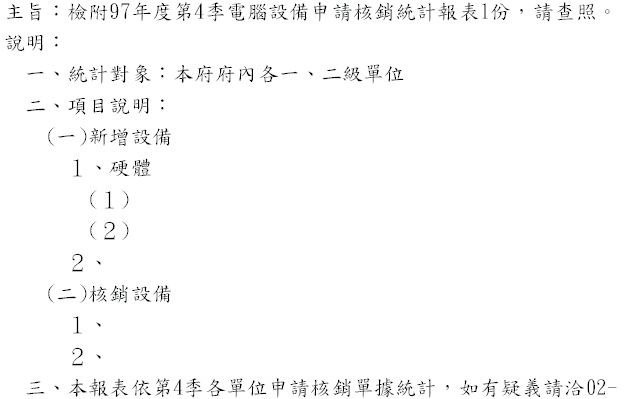 主旨：檢附97年度第4季電腦設備申請核銷統計報表1份，請查照。
說明：
一、統計對象：本府府內各一、二級單位
二、項目說明：
(一)新增設備
１、硬體
（１）
（２）
２、
(二)核銷設備
１、
２、
三、本報表依第4季各單位申請核銷單據統計，如有疑義請洽02-